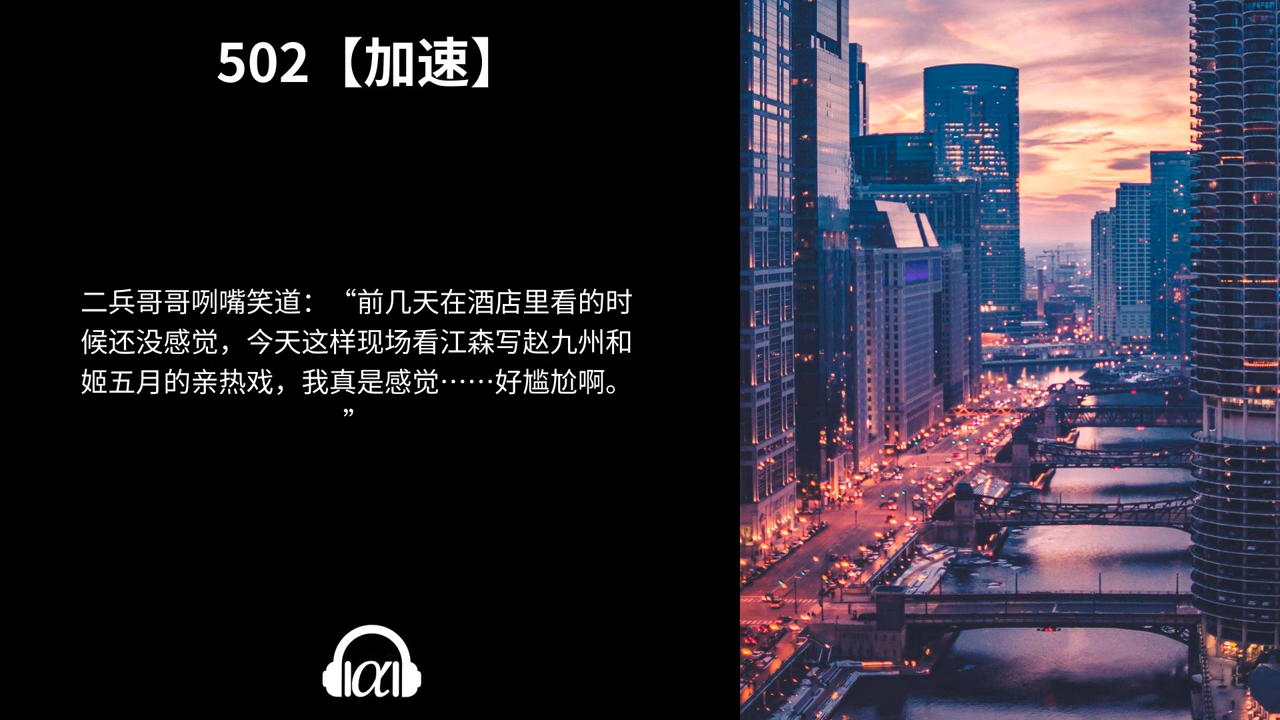 502【加速】
二兵哥哥咧嘴笑道：“前几天在酒店里看的时
候还没感觉，今天这样现场看江森写赵九州和
姬五月的亲热戏，我真是感觉……好尴尬啊。
”
|α|